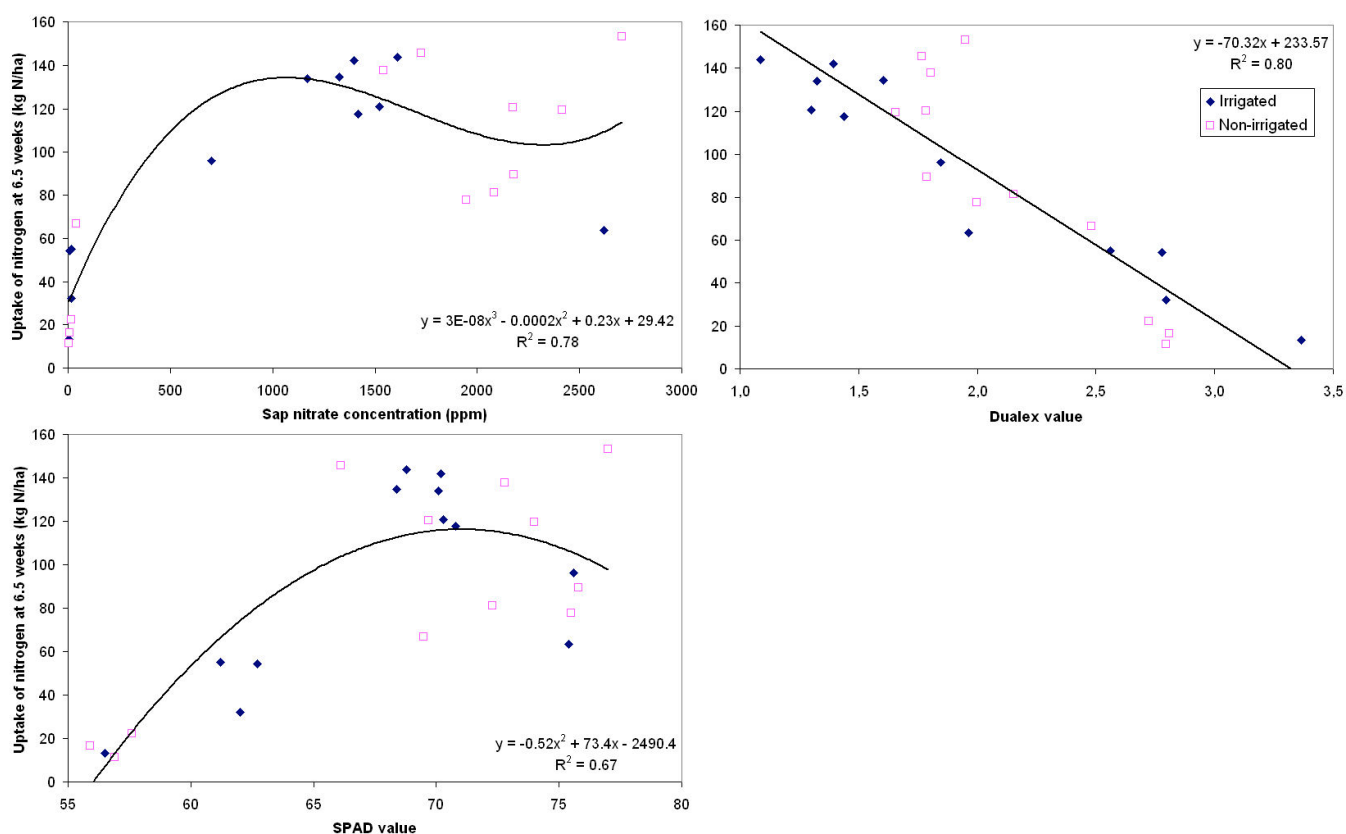 Uptake of nitrogen at 6.5 weeks (kg N/ha)
160
140
120
100
80
60
40
20
0
y = 3E-08x³ - 0.0002x² + 0.23x + 29.42
R² = 0.78
0 500 1000 1500 2000 2500 3000
Sap nitrate concentration (ppm)
160
140
120
100
80
60
40
20
0
y = -70.32x + 233.57
R² = 0.80
Irrigated
Non-irrigated
1,0 1,5 2,0 2,5 3,0 3,5
Dualex value
Uptake of nitrogen at 6.5 weeks (kg N/ha)
160
140
120
100
80
60
40
20
0
y = -0.52x² + 73.4x - 2490.4
R² = 0.67
55 60 65 70 75 80
SPAD value